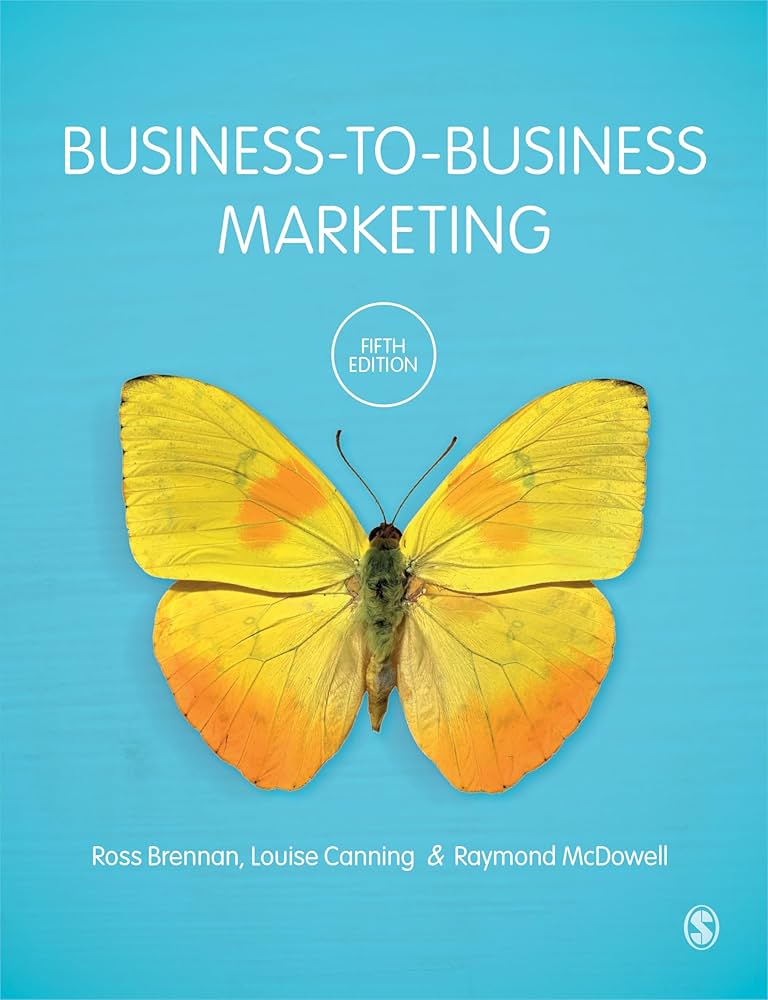 BUSINESS-TO-BUSINESS
MARKETING
FIFTH
EDITION
Ross Brennan, Louise Canning & Raymond McDowell
S